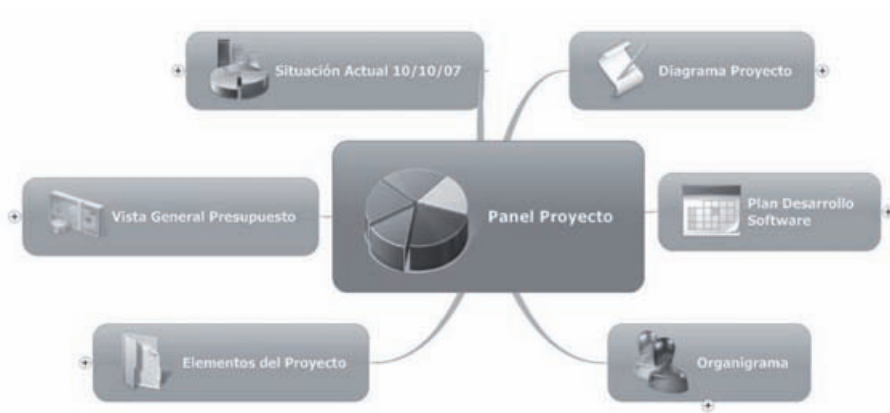 Situación Actual 10/10/07
Diagrama Proyecto
Vista General Presupuesto
Panel Proyecto
Plan Desarrollo
Software
Elementos del Proyecto
Organigrama